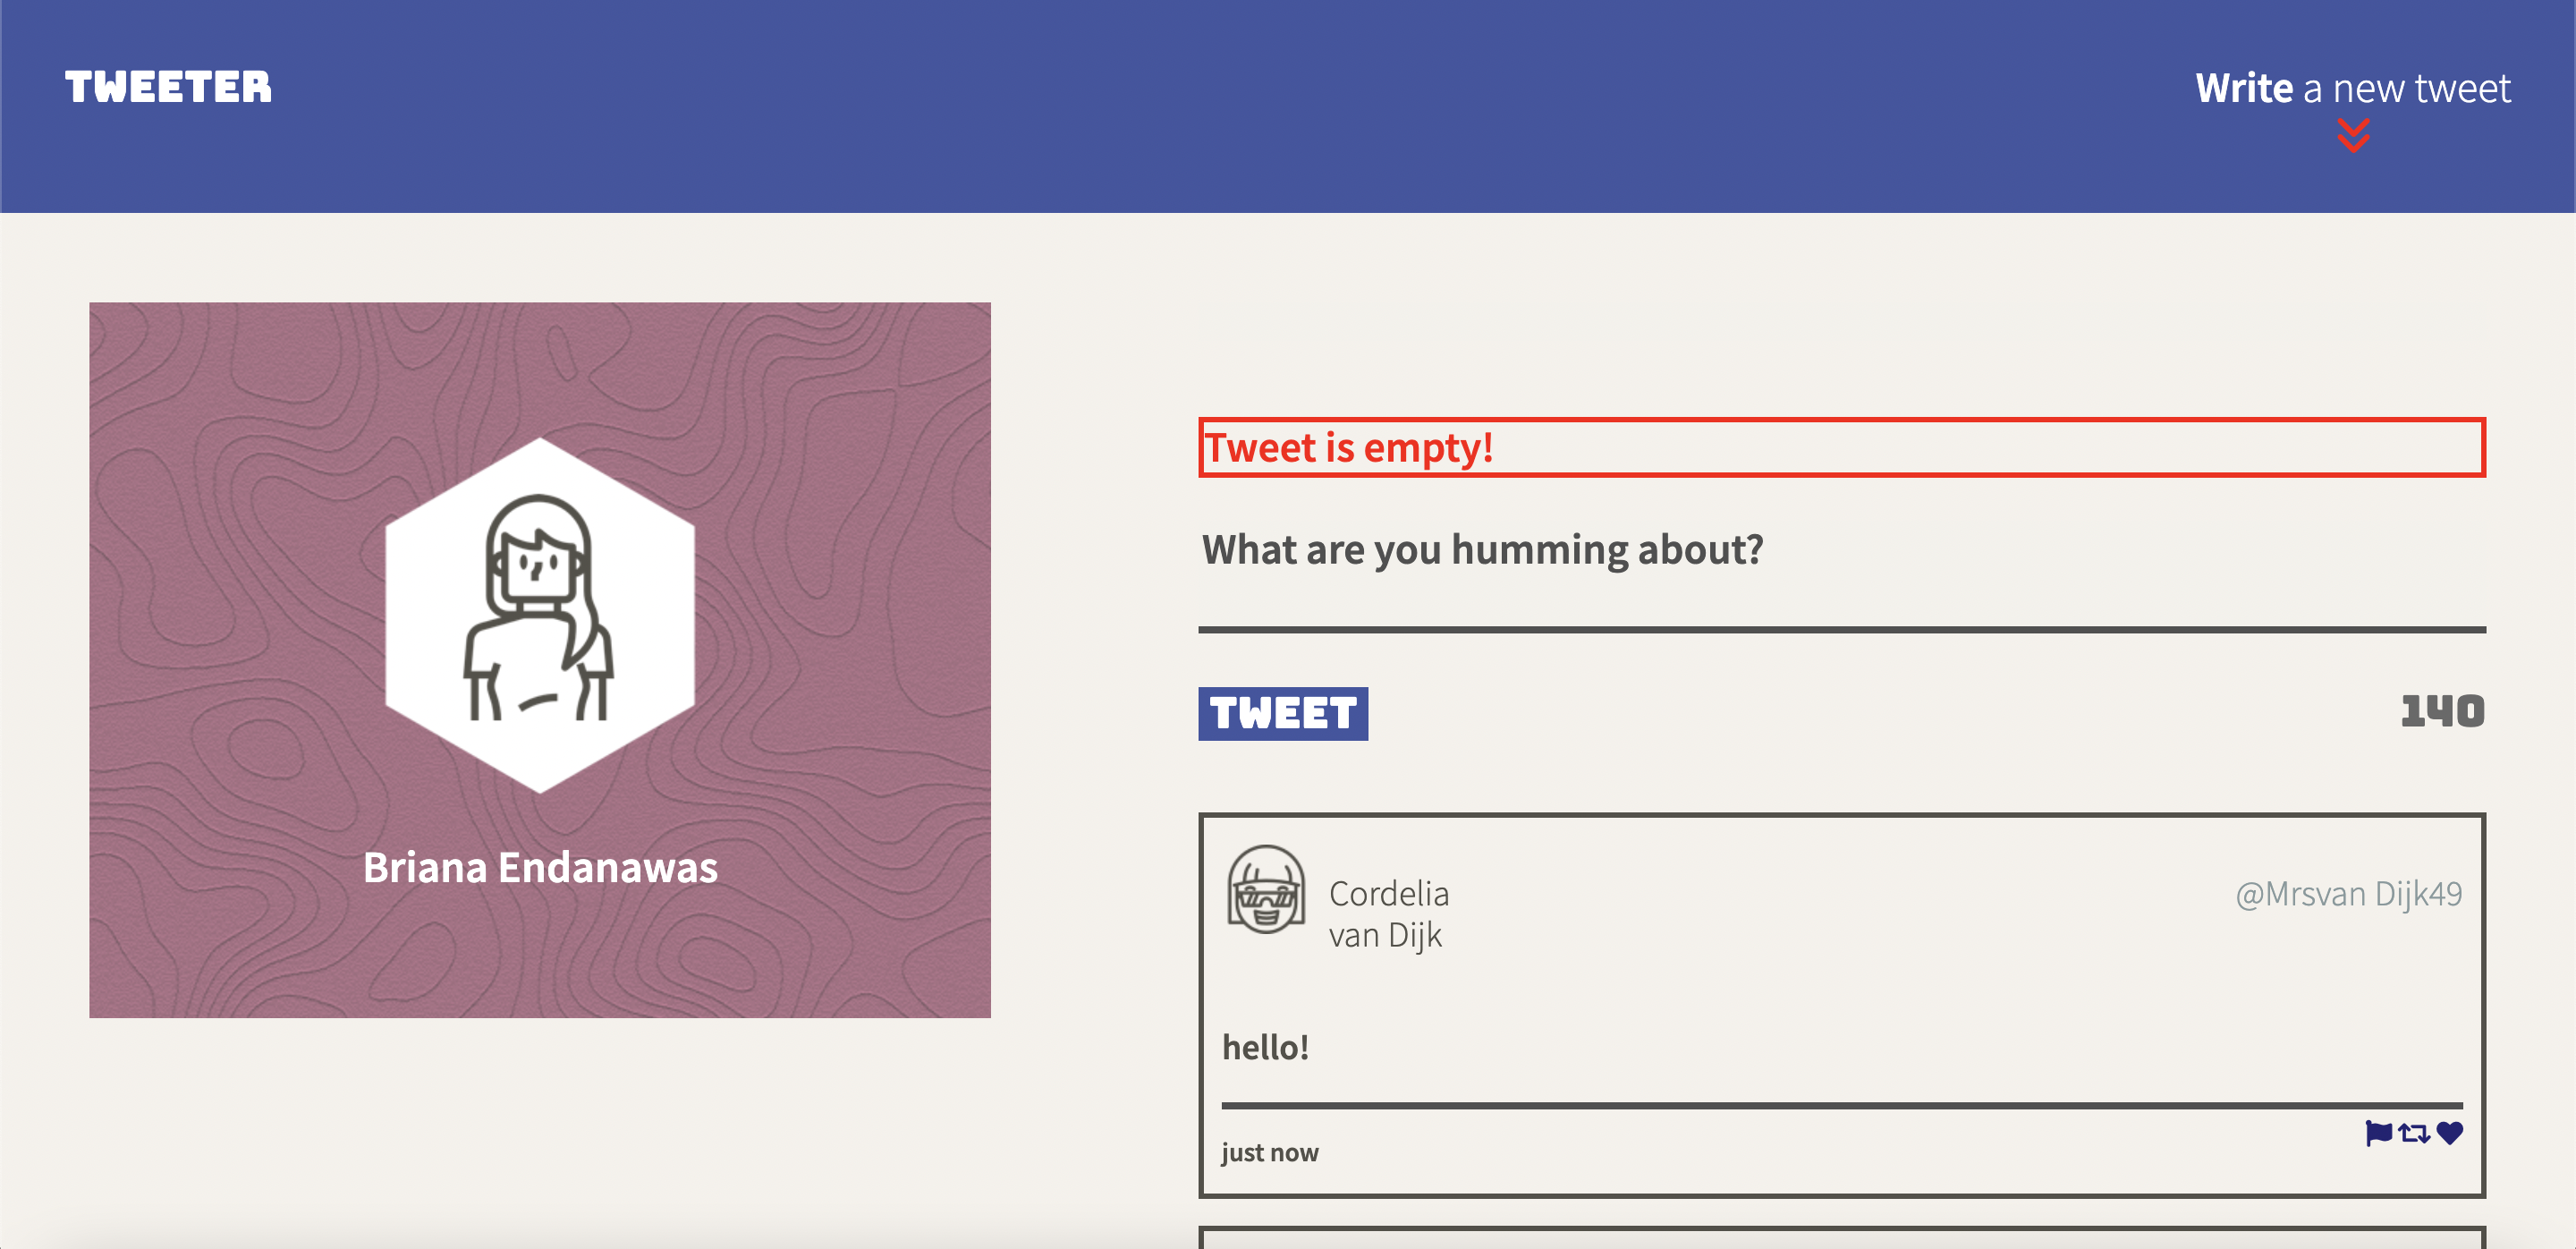 TWEETER
Write a new tweet
Briana Endanawas
Tweet is empty!
What are you humming about?
TWEET
140
Cordelia
van Dijk
@Mrsvan Dijk49
hello!
just now